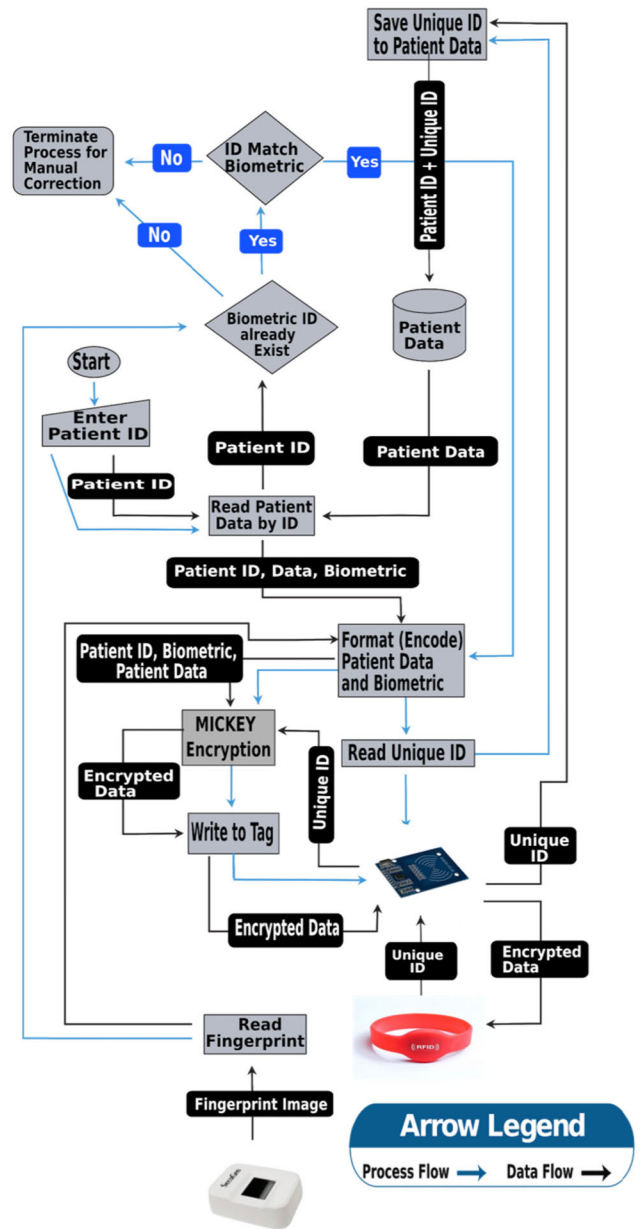 Save Unique ID
to Patient Data
Patient ID + Unique ID
Terminate
Process for
Manual
Correction
No
ID Match
Biometric
Yes
No
Yes
Biometric ID
already
Exist
Patient
Data
Start
Enter
Patient ID
Patient ID
Patient ID
Patient Data
Read Patient
Data by ID
Patient ID, Data, Biometric
Patient ID, Biometric,
Patient Data
Format (Encode)
Patient Data
and Biometric
MICKEY
Encryption
Encrypted
Data
Unique ID
Read Unique ID
Write to Tag
Unique
ID
Encrypted Data
Unique
ID
Encrypted
Data
Read
Fingerprint
RFID
Fingerprint Image
SecuGen
Arrow Legend
Process Flow
Data Flow